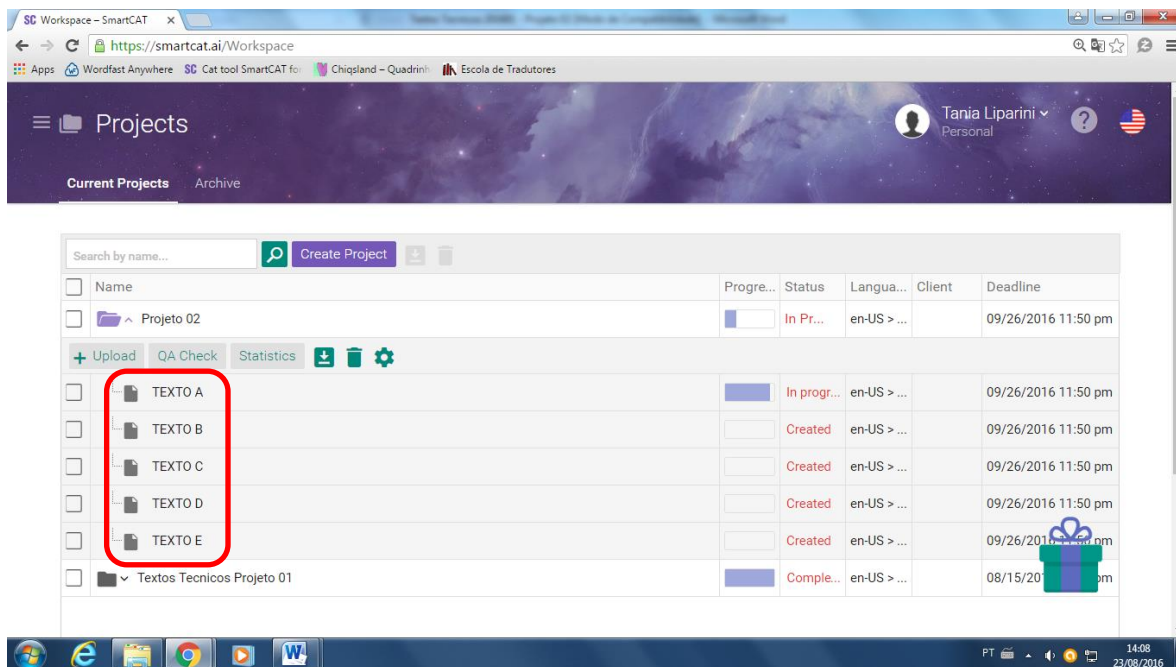 SC Workspace – SmartCAT
https://smartcat.ai/Workspace
Apps Wordfast Anywhere SC Cat tool SmartCAT for Chiqsland – Quadrinh Escola de Tradutores
Projects
Tania Liparini
Personal
?
Current Projects Archive
Search by name... Create Project
Name Progre... Status Langua... Client Deadline
Projeto 02 In Pr... en-US > ... 09/26/2016 11:50 pm
+ Upload QA Check Statistics
TEXTO A In progr... en-US > ... 09/26/2016 11:50 pm
TEXTO B Created en-US > ... 09/26/2016 11:50 pm
TEXTO C Created en-US > ... 09/26/2016 11:50 pm
TEXTO D Created en-US > ... 09/26/2016 11:50 pm
TEXTO E Created en-US > ... 09/26/2016 pm
Textos Tecnicos Projeto 01 Comple... en-US > ... 08/15/20 pm
PT 14:08
23/08/2016